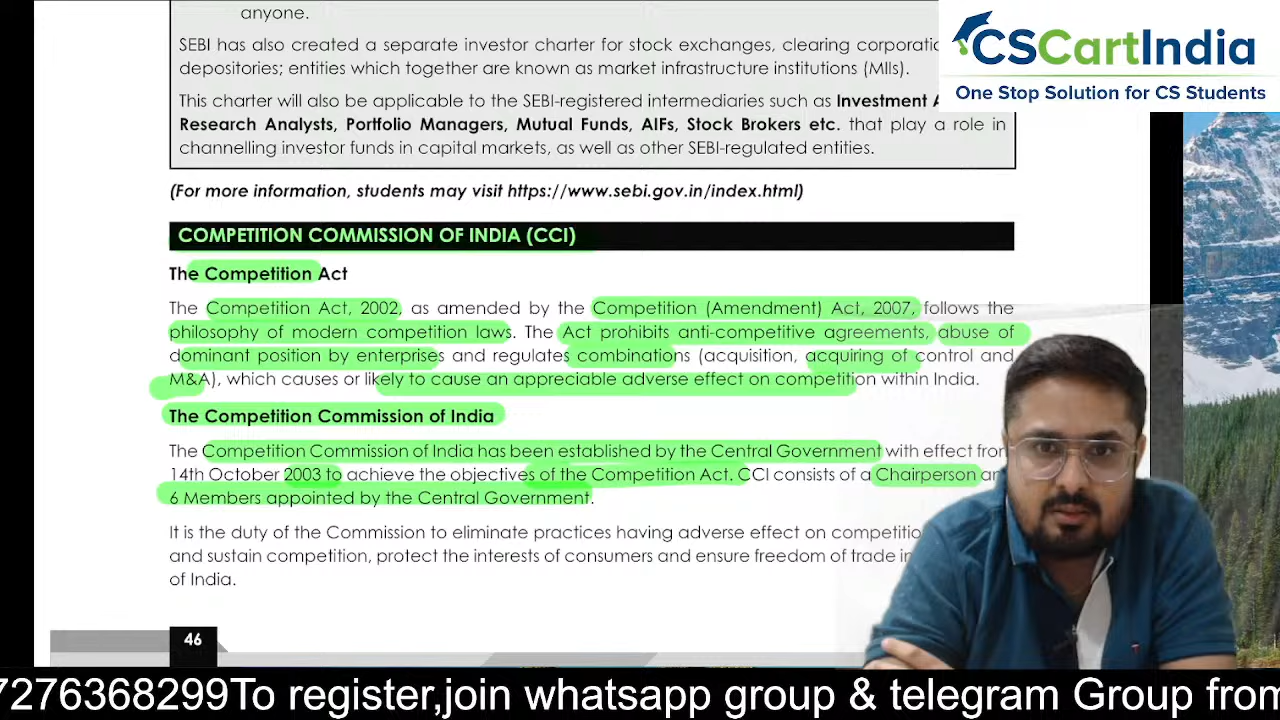 anyone.
SEBI has also created a separate investor charter for stock exchanges, clearing
depositories; entities which together are known as market infrastructure institutions (MIIs).
This charter will also be applicable to the SEBI-registered intermediaries such as Investment
Research Analysts, Portfolio Managers, Mutual Funds, AIFs, Stock Brokers etc. that play a role in
channelling investor funds in capital markets, as well as other SEBI-regulated entities.
(For more information, students may visit https://www.sebi.gov.in/index.html)
COMPETITION COMMISSION OF INDIA (CCI)
The Competition Act
The Competition Act, 2002, as amended by the Competition (Amendment) Act, 2007, follows the
philosophy of modern competition laws. The Act prohibits anti-competitive agreements, abuse of
dominant position by enterprises and regulates combinations (acquisition, acquiring of control and
M&A), which causes or likely to cause an appreciable adverse effect on competition within India.
The Competition Commission of India
The Competition Commission of India has been established by the Central Government with effect
14th October 2003 to achieve the objectives of the Competition Act. CCI consists of a Chairperson
6 Members appointed by the Central Government.
It is the duty of the Commission to eliminate practices having adverse effect on
and sustain competition, protect the interests of consumers and ensure freedom of trade
of India.
46
CSCartIndia
One Stop Solution for CS Students
7276368299To register,join whatsapp group & telegram Group from